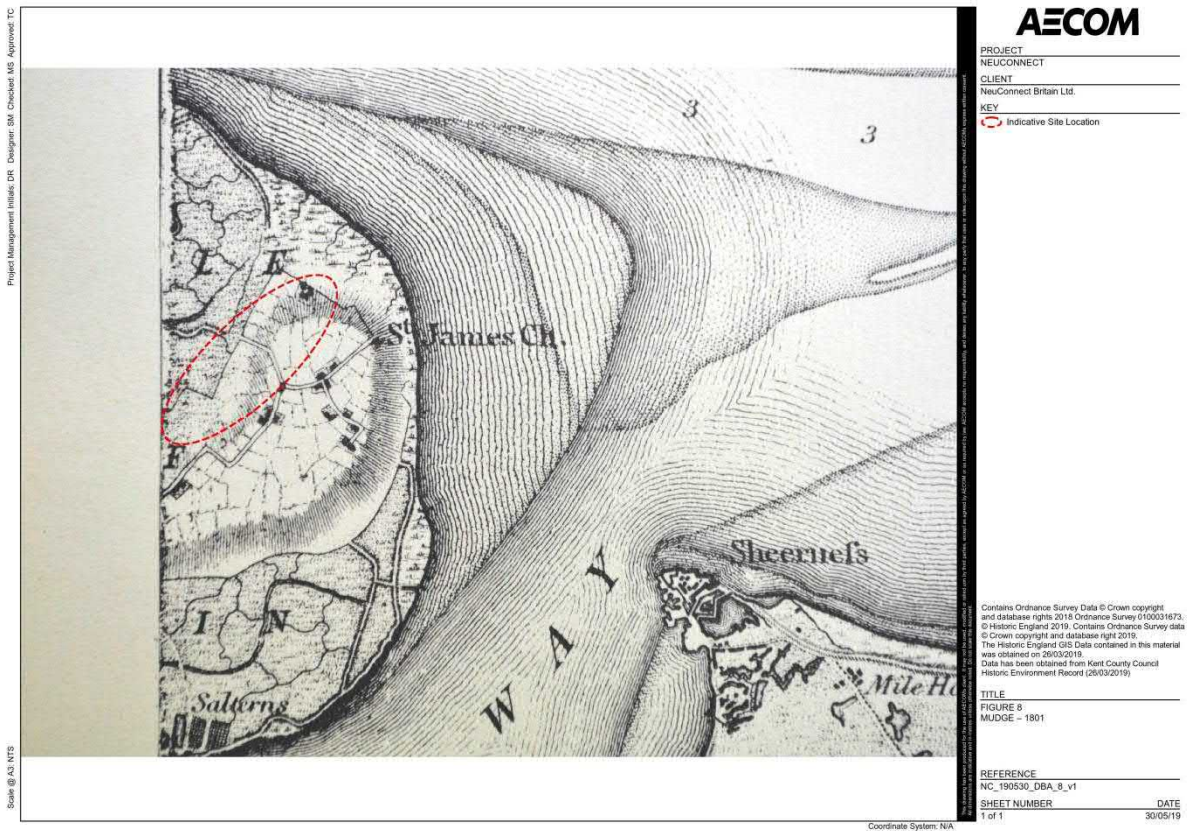 Project Management Initials: DR Designer: SM Checked: MS Approved: TC
Scale @ A3: NTS
3
3
L E
St. James Ch.
F
Sheerneſs
I N
Salterns
W A Y
Mile H
Coordinate System: N/A
AECOM
PROJECT
NEUCONNECT
CLIENT
NeuConnect Britain Ltd.
KEY
Indicative Site Location
Contains Ordnance Survey Data © Crown copyright
and database rights 2018 Ordnance Survey 0100031673.
© Historic England 2019. Contains Ordnance Survey data
© Crown copyright and database right 2019.
The Historic England GIS Data contained in this material
was obtained on 26/03/2019.
Data has been obtained from Kent County Council
Historic Environment Record (26/03/2019)
TITLE
FIGURE 8
MUDGE – 1801
REFERENCE
NC_190530_DBA_8_v1
SHEET NUMBER DATE
1 of 1 30/05/19